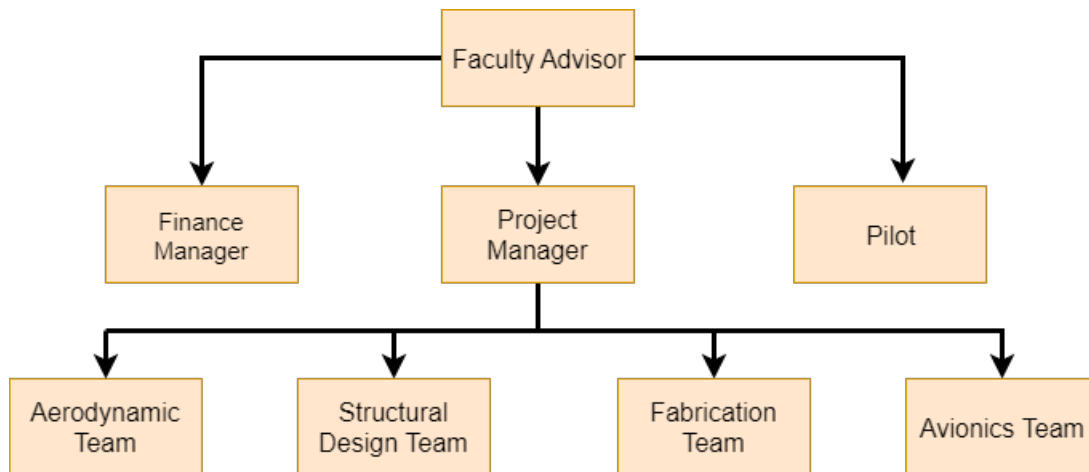 Faculty Advisor
Finance
Manager
Project
Manager
Pilot
Aerodynamic
Team
Structural
Design Team
Fabrication
Team
Avionics Team